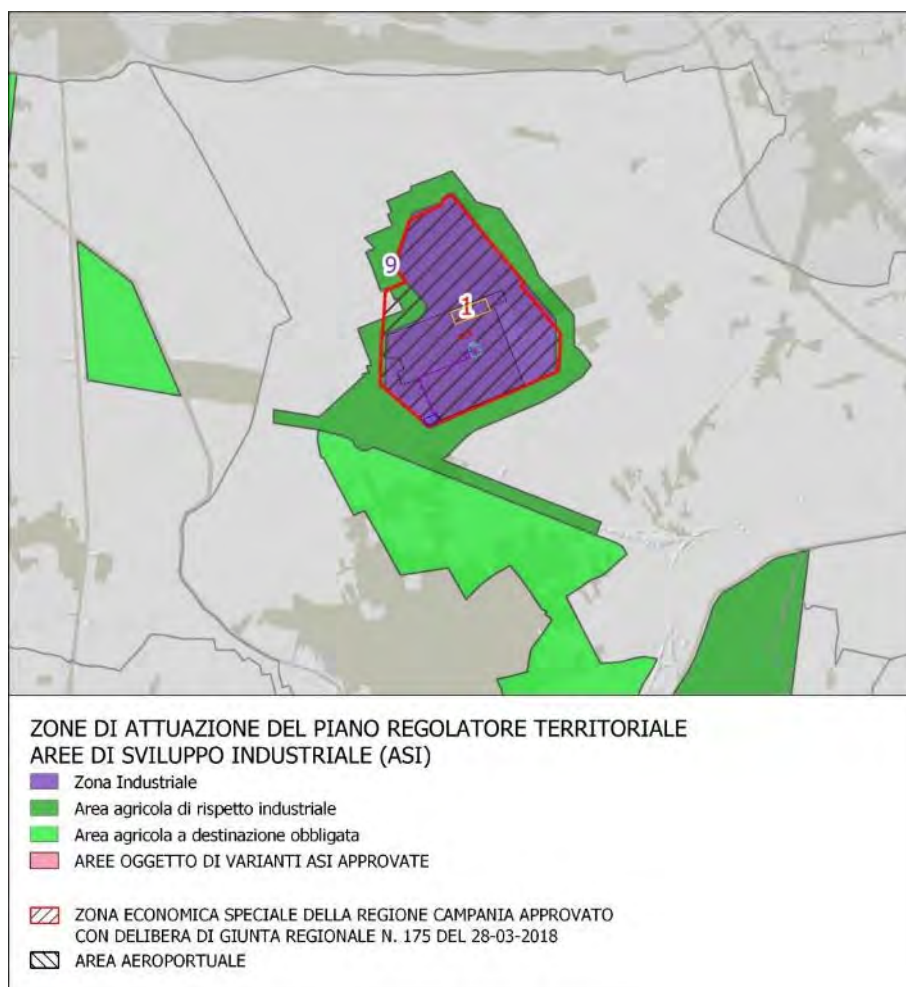 9
1
ZONE DI ATTUAZIONE DEL PIANO REGOLATORE TERRITORIALE
AREE DI SVILUPPO INDUSTRIALE (ASI)
Zona Industriale
Area agricola di rispetto industriale
Area agricola a destinazione obbligata
AREE OGGETTO DI VARIANTI ASI APPROVATE
ZONA ECONOMICA SPECIALE DELLA REGIONE CAMPANIA APPROVATO
CON DELIBERA DI GIUNTA REGIONALE N. 175 DEL 28-03-2018
AREA AEROPORTUALE